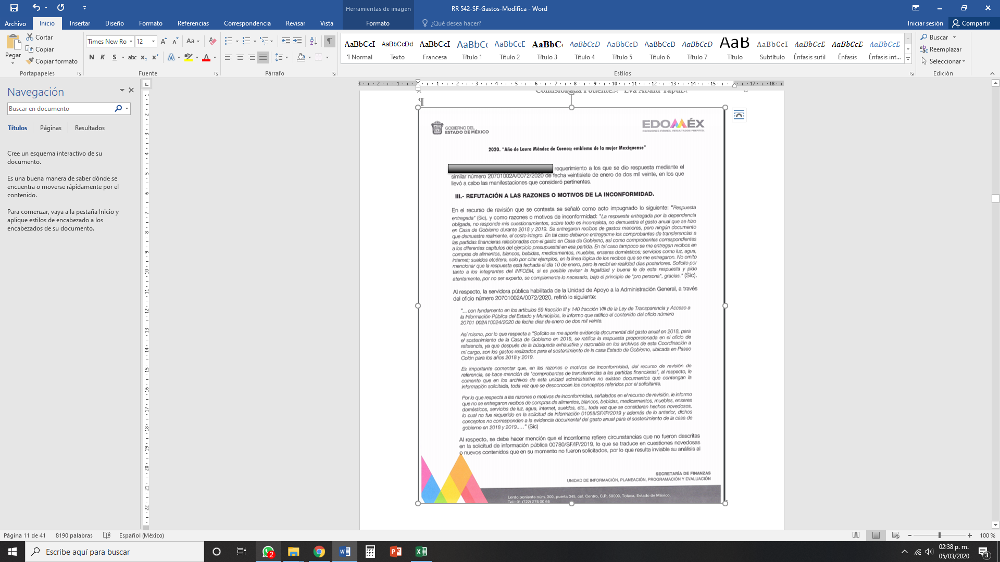 Herramientas de imagen
RR 542-SF-Gastos-Modifica - Word
Archivo
Inicio
Insertar
Diseño
Formato
Referencias
Correspondencia
Revisar
Vista
Formato
¿Qué desea hacer?
Iniciar sesión
Compartir
Pegar
Cortar
Copiar
Copiar formato
Portapapeles
Times New Ro
12
Fuente
Párrafo
¶ Normal
Texto
Francesa
Título 1
Título 2
Título 3
Título 4
Título 5
Título 6
Título 7
Título
Subtítulo
Énfasis sutil
Énfasis
Énfasis int...
Estilos
Buscar
Reemplazar
Seleccionar
Edición
Navegación
Buscar en documento
Títulos
Páginas
Resultados
Cree un esquema interactivo de su
documento.
Es una buena manera de saber dónde se
encuentra o moverse rápidamente por el
contenido.
Para comenzar, vaya a la pestaña Inicio y
aplique estilos de encabezado a los
encabezados de su documento.
GOBIERNO DEL
ESTADO DE MÉXICO
EDOMÉX
DECISIONES FIRMES, RESULTADOS FUERTES.
2020. "Año de Laura Méndez de Cuenca; emblema de la mujer Mexiquense"
requerimiento a los que se dio respuesta mediante el
similar número 20701002A/0072/2020 de fecha veintisiete de enero de dos mil veinte, en los que
llevó a cabo las manifestaciones que consideró pertinentes.
III.- REFUTACIÓN A LAS RAZONES O MOTIVOS DE LA INCONFORMIDAD.
En el recurso de revisión que se contesta se señaló como acto impugnado lo siguiente: "Respuesta
entregada" (Sic), y como razones o motivos de inconformidad: "La respuesta entregada por la dependencia
obligada, no responde mis cuestionamientos, sobre todo es incompleta, no demuestra el gasto anual que se hizo
en Casa de Gobierno durante 2018 y 2019. Se entregaron recibos de gastos menores, pero ningún documento
que demuestre realmente, el costo íntegro. En tal caso debieron entregarme los comprobantes de transferencias a
las partidas financieras relacionadas con el gasto en Casa de Gobierno, así como comprobantes correspondientes
a los diferentes capítulos del ejercicio presupuestal en esa partida. En tal caso tampoco se me entregan recibos en
compras de alimentos, blancos, bebidas, medicamentos, muebles, enseres domésticos; servicios como luz, agua,
internet; sueldos etcétera, solo por citar ejemplos, en la línea lógica de los recibos que se me entregaron. No omito
mencionar que la respuesta está fechada el día 10 de enero, pero la recibí en realidad días posteriores. Solicito por
tanto a los integrantes del INFOEM, si es posible revisar la legalidad y buena fe de esta respuesta y pido
atentamente, por no ser experto, se complemente lo necesario, bajo el principio de "pro persona", gracias." (Sic).
Al respecto, la servidora pública habilitada de la Unidad de Apoyo a la Administración General, a través
del oficio número 20701002A/0072/2020, refirió lo siguiente:
"...con fundamento en los artículos 59 fracción III y 140 fracción VIII de la Ley de Transparencia y Acceso a
la Información Pública del Estado y Municipios, le informo que ratifico el contenido del oficio número
20701 002A10024/2020 de fecha diez de enero de dos mil veinte.
Así mismo, por lo que respecta a "Solicito se me aporte evidencia documental del gasto anual en 2018, para
el sostenimiento de la Casa de Gobierno en 2019, se ratifica la respuesta proporcionada en el oficio de
referencia, ya que después de la búsqueda exhaustiva y razonable en los archivos de esta Coordinación a
mi cargo, son los gastos realizados para el sostenimiento de la casa Estado de Gobierno, ubicada en Paseo
Colón para los años 2018 y 2019.
Es importante comentar que, en las razones o motivos de inconformidad, del recurso de revisión de
referencia, se hace mención de "comprobantes de transferencias a las partidas financieras", al respecto, le
comento que en los archivos de esta unidad administrativa no existen documentos que contengan la
información solicitada, toda vez que se desconocen los conceptos referidos por el solicitante.
Por lo que respecta a las razones o motivos de inconformidad, señalados en el recurso de revisión, le informo
que no se entregaron recibos de compras de alimentos, blancos, bebidas, medicamentos, muebles, enseres
domésticos, servicios de luz, agua, internet, sueldos, etc., toda vez que se consideran hechos novedosos,
lo cual no fue requerido en la solicitud de información 01058/SF/IP/2019 y además de lo anterior, dichos
conceptos no corresponden a la evidencia documental del gasto anual para el sostenimiento de la casa de
gobierno en 2018 y 2019....." (Sic)
Al respecto, se debe hacer mención que el inconforme refiere circunstancias que no fueron descritas
en la solicitud de información pública 00780/SF/IP/2019, lo que se traduce en cuestiones novedosas
o nuevos contenidos que en su momento no fueron solicitados, por lo que resulta inviable su análisis al
SECRETARÍA DE FINANZAS
UNIDAD DE INFORMACIÓN, PLANEACIÓN, PROGRAMACIÓN Y EVALUACIÓN
Lerdo poniente núm. 300, puerta 345, col. Centro, C.P. 50000, Toluca, Estado de México.
Tel.: 01 (722) 276 00 66
Página 11 de 41
8190 palabras
Español (México)
100 %
Escribe aquí para buscar
02:38 p. m.
05/03/2020